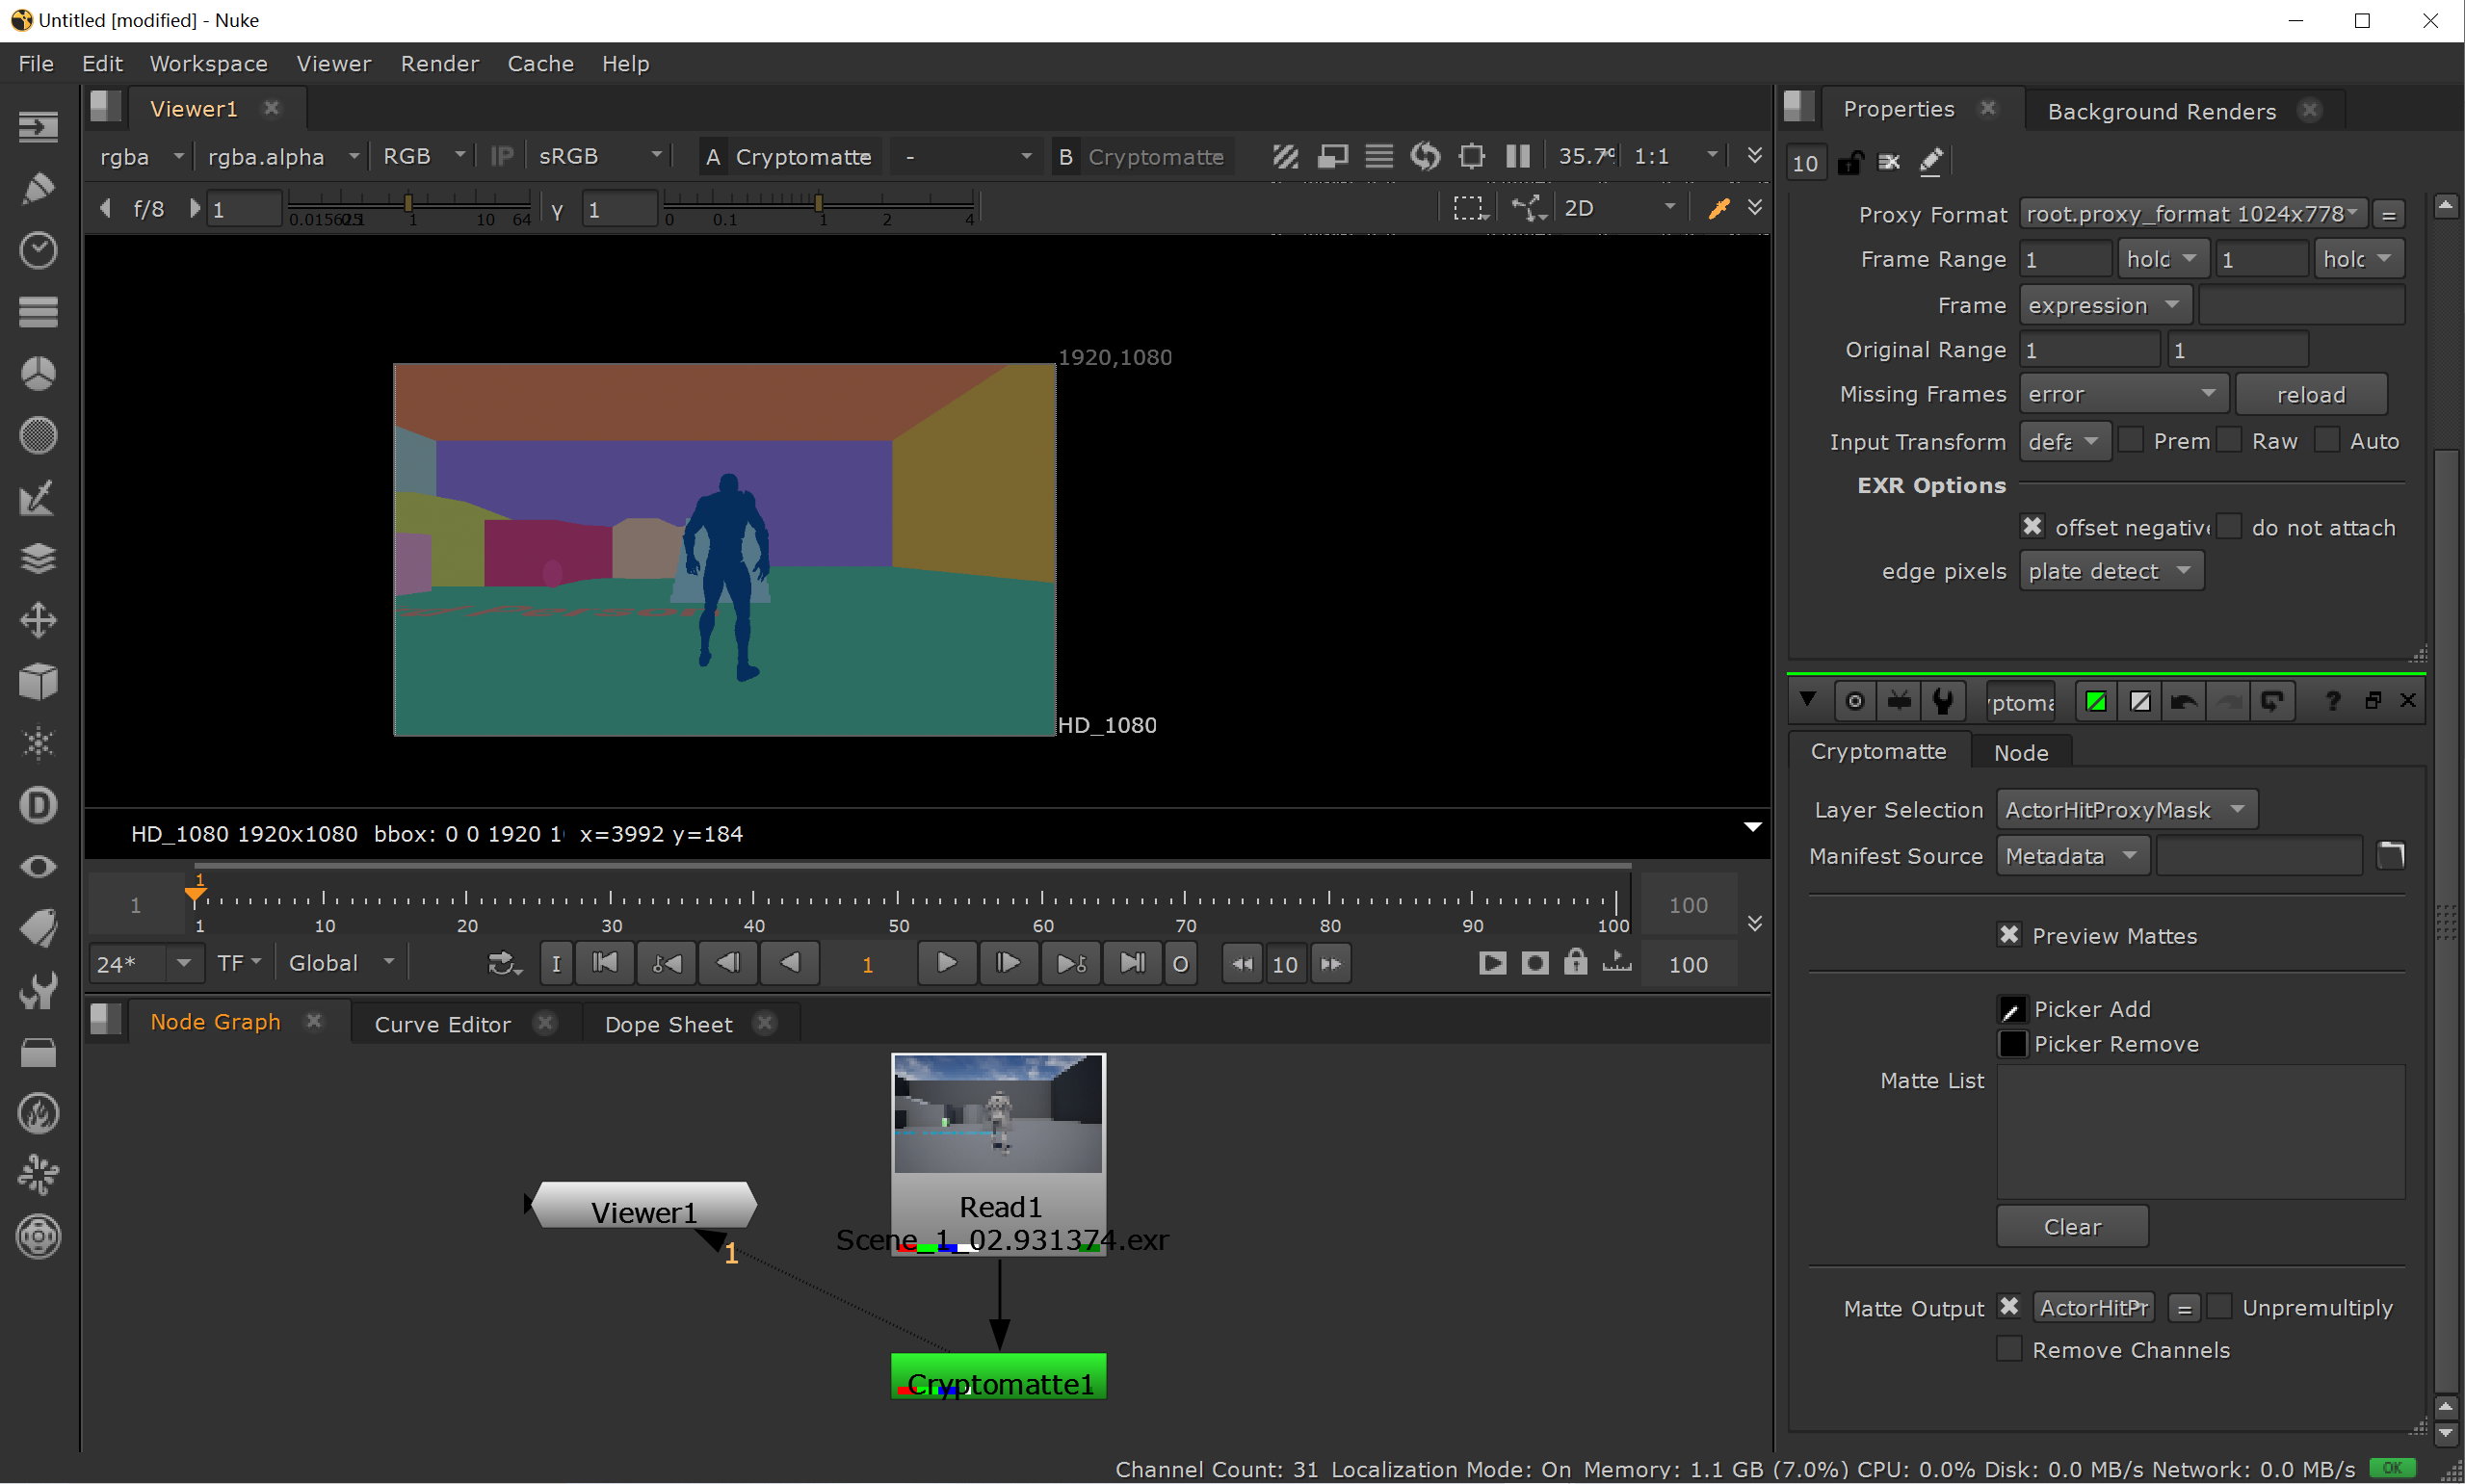 Untitled [modified] - Nuke
File Edit Workspace Viewer Render Cache Help
Viewer1
rgba rgba.alpha RGB IP sRGB A Cryptomatte - B Cryptomatte 1:1
f/8 1 1 10 64 γ 1 0 0.1 1 2 4 2D
1920,1080
HD_1080
HD_1080 1920x1080 bbox: 0 0 1920 1 x=3992 y=184
1
1 1 10 20 30 40 50 60 70 80 90 100 100
24* TF Global I 1 O 10 100
Node Graph Curve Editor Dope Sheet
Read1
Scene_1_02.931374.exr
Viewer1
1
Cryptomatte1
Properties Background Renders
10
Proxy Format root.proxy_format 1024x778 =
Frame Range 1 hold 1 hold
Frame expression
Original Range 1 1
Missing Frames error reload
Input Transform defa Prem Raw Auto
EXR Options
offset negative do not attach
edge pixels plate detect
yptoma ?
Cryptomatte Node
Layer Selection ActorHitProxyMask
Manifest Source Metadata
Preview Mattes
Picker Add
Picker Remove
Matte List
Clear
Matte Output ActorHitPr = Unpremultiply
Remove Channels
Channel Count: 31 Localization Mode: On Memory: 1.1 GB (7.0%) CPU: 0.0% Disk: 0.0 MB/s Network: 0.0 MB/s OK